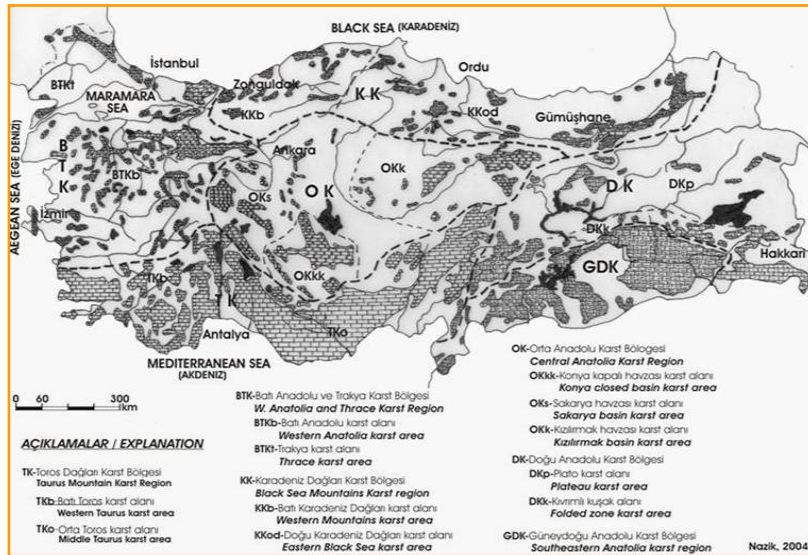 BLACK SEA (KARADENİZ)
İstanbul
Ordu
BTKt
Zonguldak
K K
MARAMARA
SEA
KKb
KKod
Gümüşhane
AEGEAN SEA (EGE DENIZI)
B
T
K
BTKb
Ankara
OKk
O K
OKs
D K
DKp
İzmir
DKk
OKkk
GDK
Hakkari
TKb
T K
TKo
Antalya
MEDITERRANEAN SEA
(AKDENİZ)
0 60 300
km
AÇIKLAMALAR / EXPLANATION
TK-Toros Dağları Karst Bölgesi
Taurus Mountain Karst Region
TKb-Batı Toros karst alanı
Western Taurus karst area
TKo-Orta Toros karst alanı
Middle Taurus karst area
BTK-Batı Anadolu ve Trakya Karst Bölgesi
W. Anatolia and Thrace Karst Region
BTKb-Batı Anadolu karst alanı
Western Anatolia karst area
BTKt-Trakya karst alanı
Thrace karst area
KK-Karadeniz Dağları Karst Bölgesi
Black Sea Mountains Karst region
KKb-Batı Karadeniz Dağları karst alanı
Western Mountains karst area
KKod-Doğu Karadeniz Dağları karst alanı
Eastern Black Sea karst area
OK-Orta Anadolu Karst Bölogesi
Central Anatolia Karst Region
OKkk-Konya kapalı havzası karst alanı
Konya closed basin karst area
OKs-Sakarya havzası karst alanı
Sakarya basin karst area
OKk-Kızılırmak havzası karst alanı
Kızılırmak basin karst area
DK-Doğu Anadolu Karst Bölgesi
DKp-Plato karst alanı
Plateau karst area
DKk-Kıvrımlı kuşak alanı
Folded zone karst area
GDK-Güneydoğu Anadolu Karst Bölgesi
Southeastern Anatolia karst region
Nazik, 2004